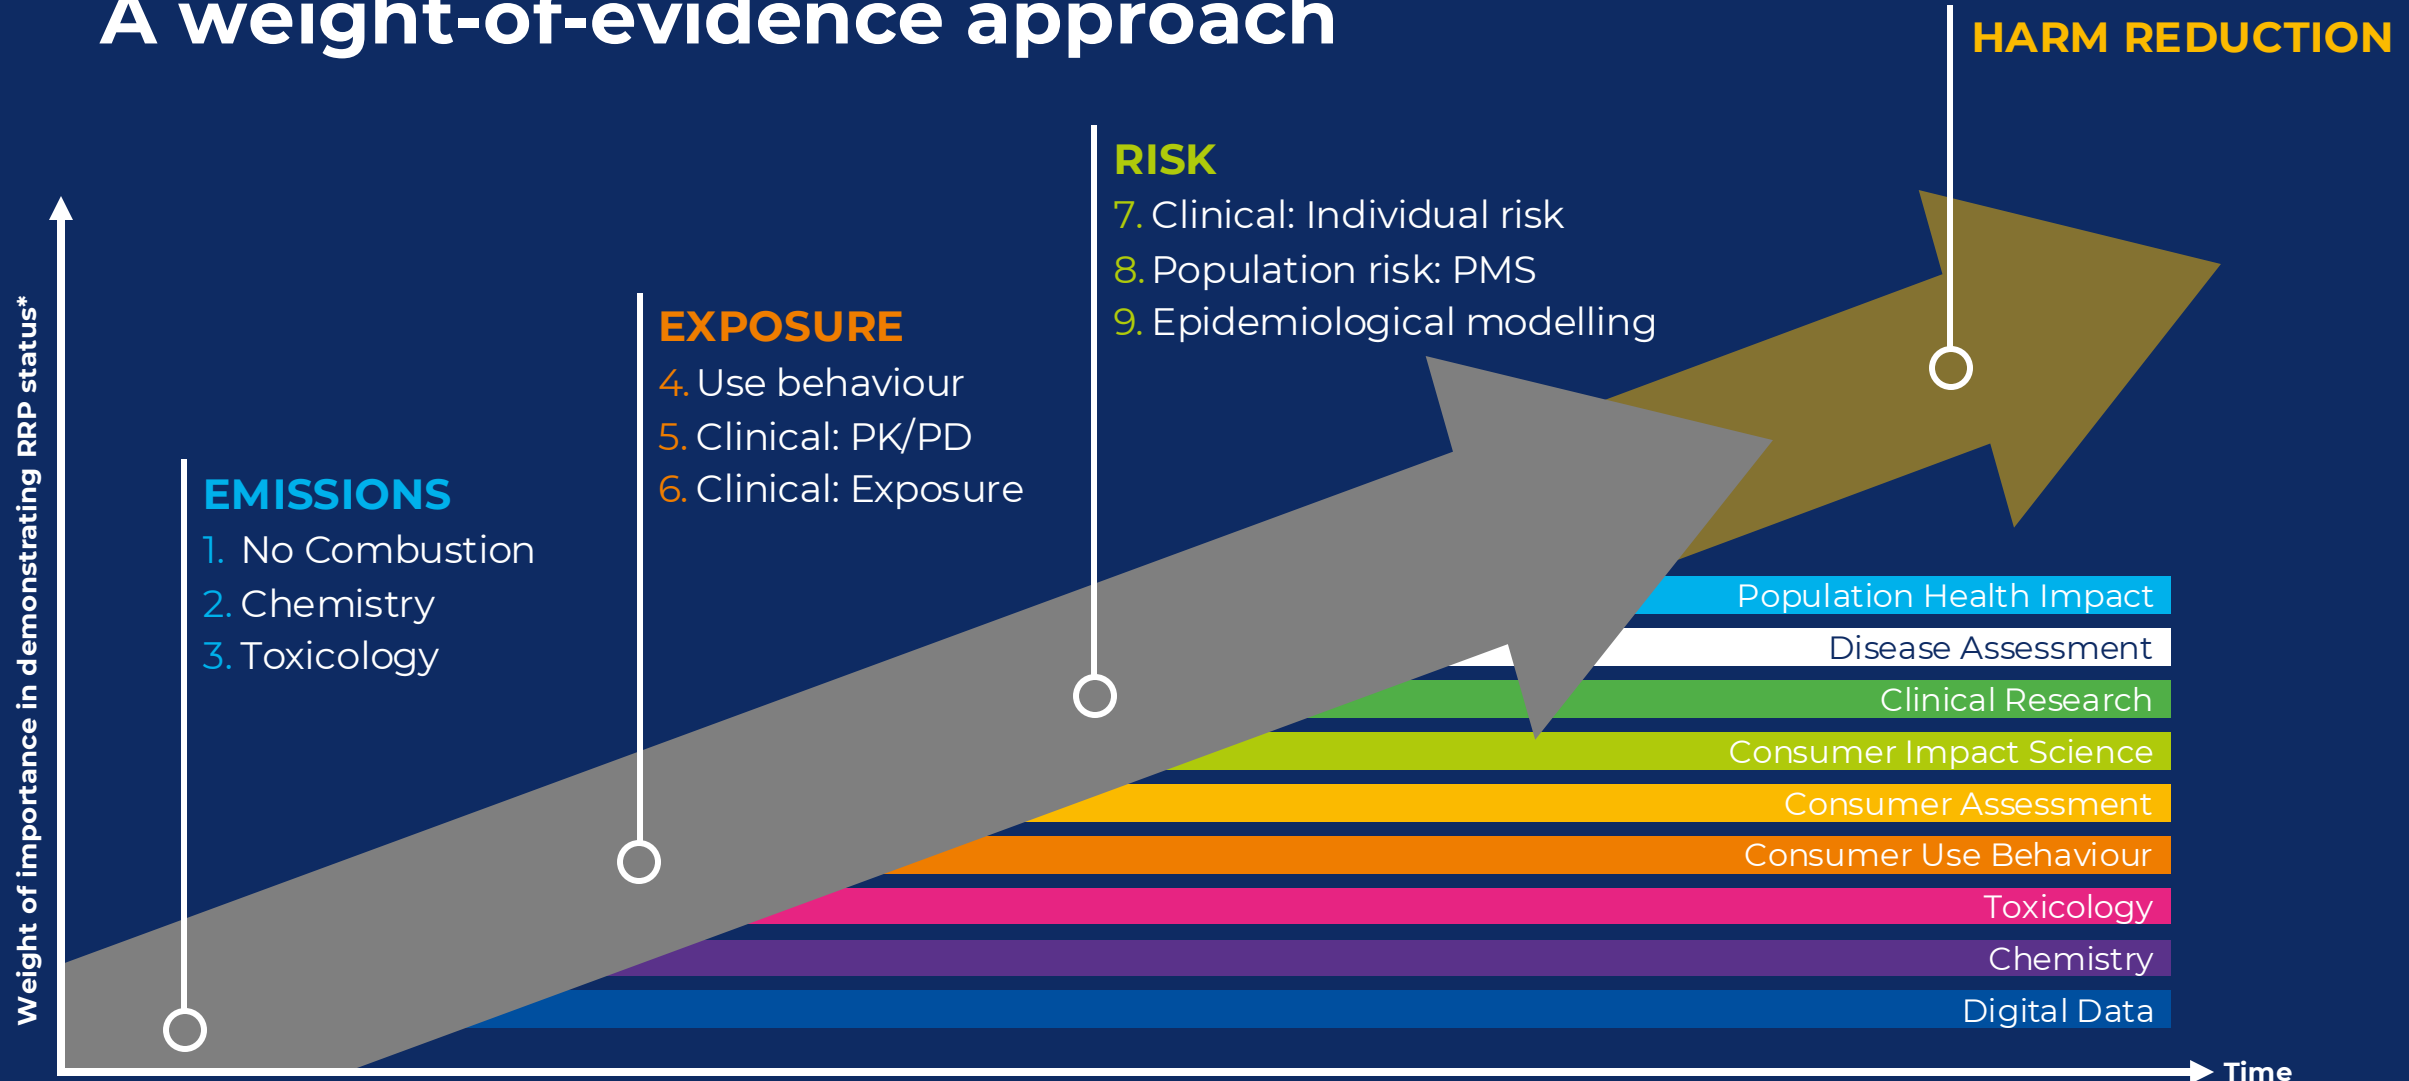 A weight-of-evidence approach
HARM REDUCTION
RISK
7. Clinical: Individual risk
8. Population risk: PMS
9. Epidemiological modelling
EXPOSURE
4. Use behaviour
5. Clinical: PK/PD
6. Clinical: Exposure
EMISSIONS
1. No Combustion
2. Chemistry
3. Toxicology
Weight of importance in demonstrating RRP status*
Population Health Impact
Disease Assessment
Clinical Research
Consumer Impact Science
Consumer Assessment
Consumer Use Behaviour
Toxicology
Chemistry
Digital Data
Time